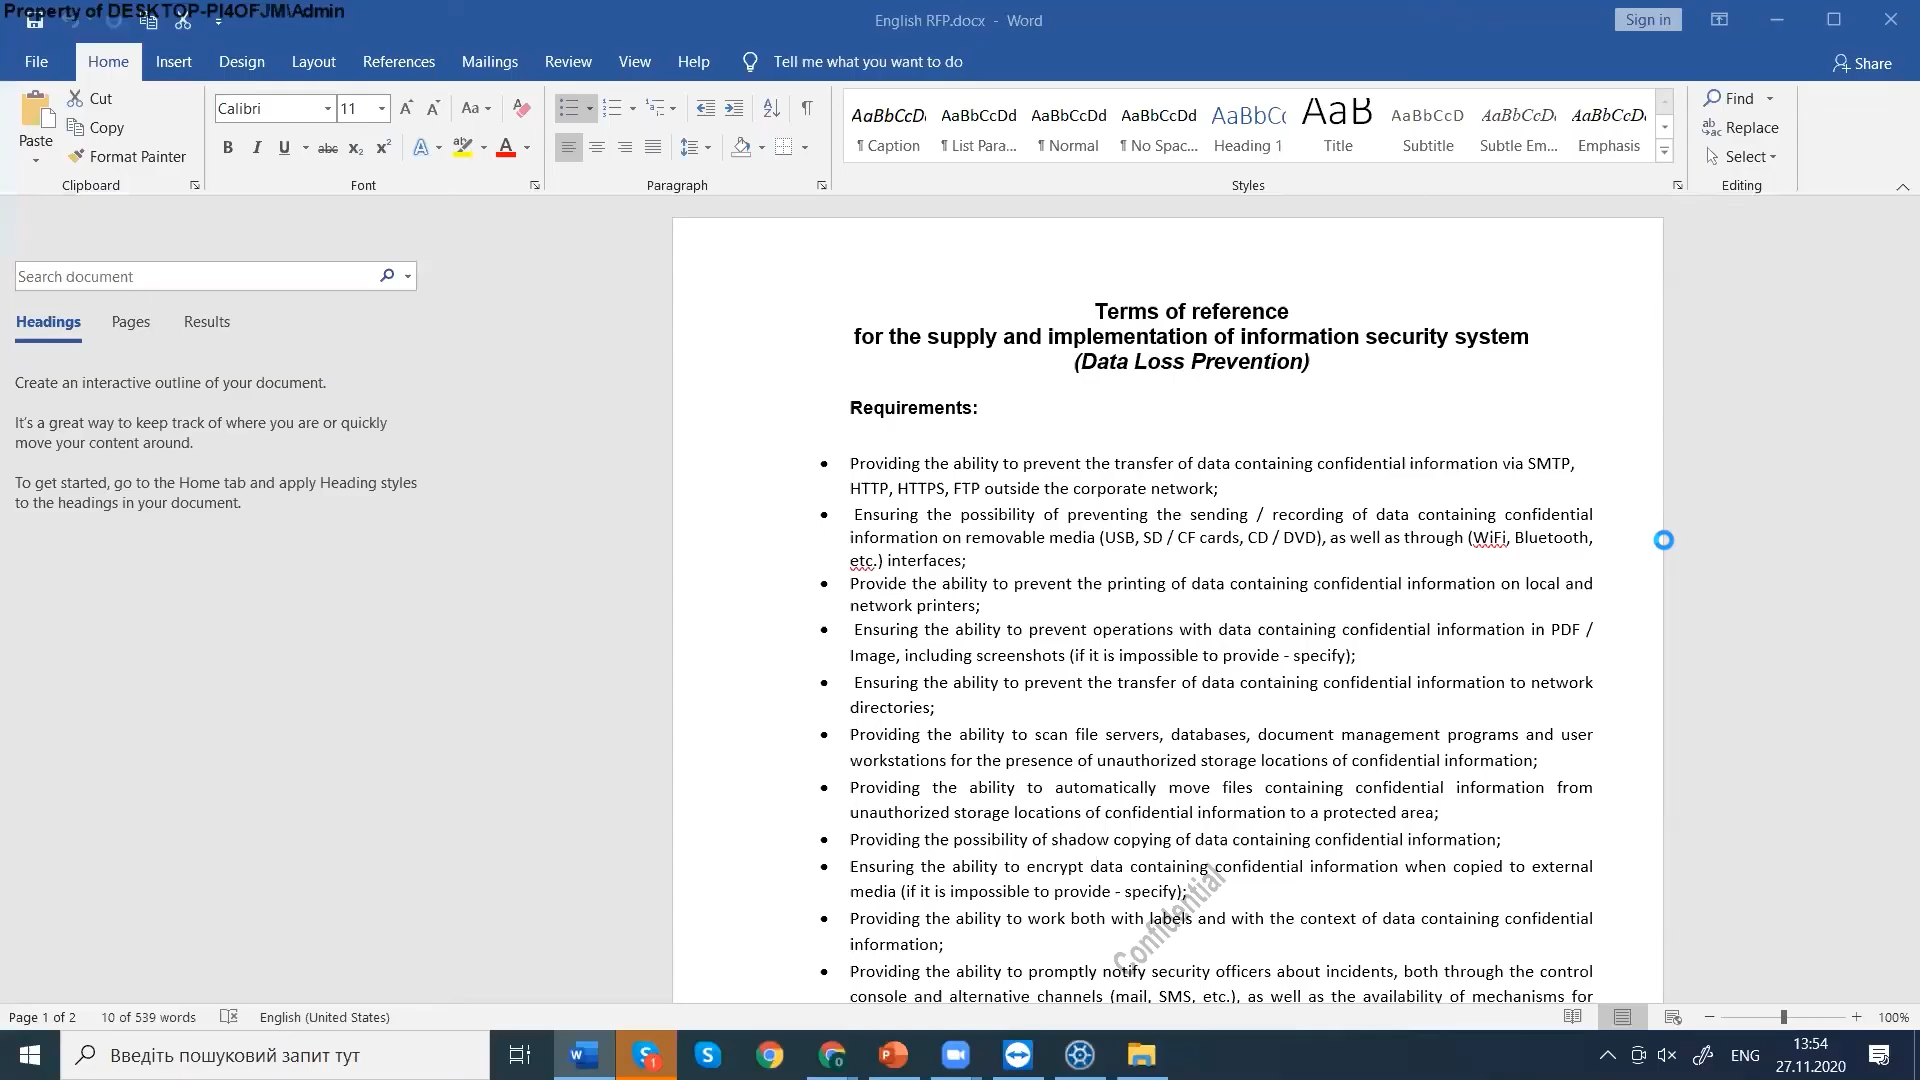 Property of DESKTOP-PI4OFJM\Admin
English RFP.docx - Word
Sign in
File Home Insert Design Layout References Mailings Review View Help Tell me what you want to do
Share
Paste
Cut
Copy
Format Painter
Clipboard
Calibri 11
Font
Paragraph
AaBbCcDd AaBbCcDd AaBbCcDd AaBbCcDd AaBbCc AaB AaBbCcD AaBbCcDd AaBbCcDd
¶ Caption ¶ List Para... ¶ Normal ¶ No Spac... Heading 1 Title Subtitle Subtle Em... Emphasis
Styles
Find
Replace
Select
Editing
Search document
Headings Pages Results
Create an interactive outline of your document.
It's a great way to keep track of where you are or quickly
move your content around.
To get started, go to the Home tab and apply Heading styles
to the headings in your document.
Terms of reference
for the supply and implementation of information security system
(Data Loss Prevention)
Requirements:
• Providing the ability to prevent the transfer of data containing confidential information via SMTP,
HTTP, HTTPS, FTP outside the corporate network;
• Ensuring the possibility of preventing the sending / recording of data containing confidential
information on removable media (USB, SD / CF cards, CD / DVD), as well as through (WiFi, Bluetooth,
etc.) interfaces;
• Provide the ability to prevent the printing of data containing confidential information on local and
network printers;
• Ensuring the ability to prevent operations with data containing confidential information in PDF /
Image, including screenshots (if it is impossible to provide - specify);
• Ensuring the ability to prevent the transfer of data containing confidential information to network
directories;
• Providing the ability to scan file servers, databases, document management programs and user
workstations for the presence of unauthorized storage locations of confidential information;
• Providing the ability to automatically move files containing confidential information from
unauthorized storage locations of confidential information to a protected area;
• Providing the possibility of shadow copying of data containing confidential information;
• Ensuring the ability to encrypt data containing confidential information when copied to external
media (if it is impossible to provide - specify);
• Providing the ability to work both with labels and with the context of data containing confidential
information;
• Providing the ability to promptly notify security officers about incidents, both through the control
console and alternative channels (mail, SMS, etc.), as well as the availability of mechanisms for
Confidential
Page 1 of 2 10 of 539 words English (United States)
100%
Введіть пошуковий запит тут
ENG
13:54
27.11.2020